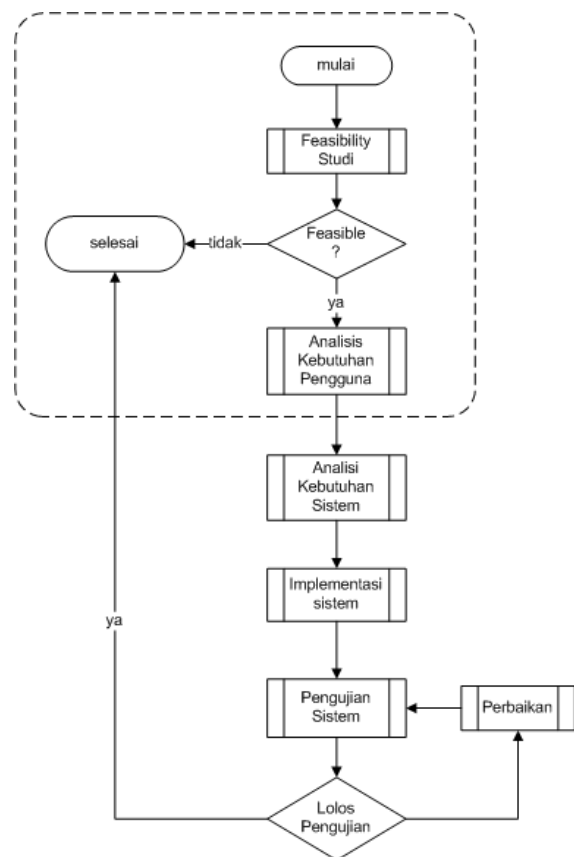 mulai
Feasibility
Studi
Feasible
?
tidak
selesai
ya
Analisis
Kebutuhan
Pengguna
Analisi
Kebutuhan
Sistem
Implementasi
sistem
Pengujian
Sistem
Perbaikan
Lolos
Pengujian
ya